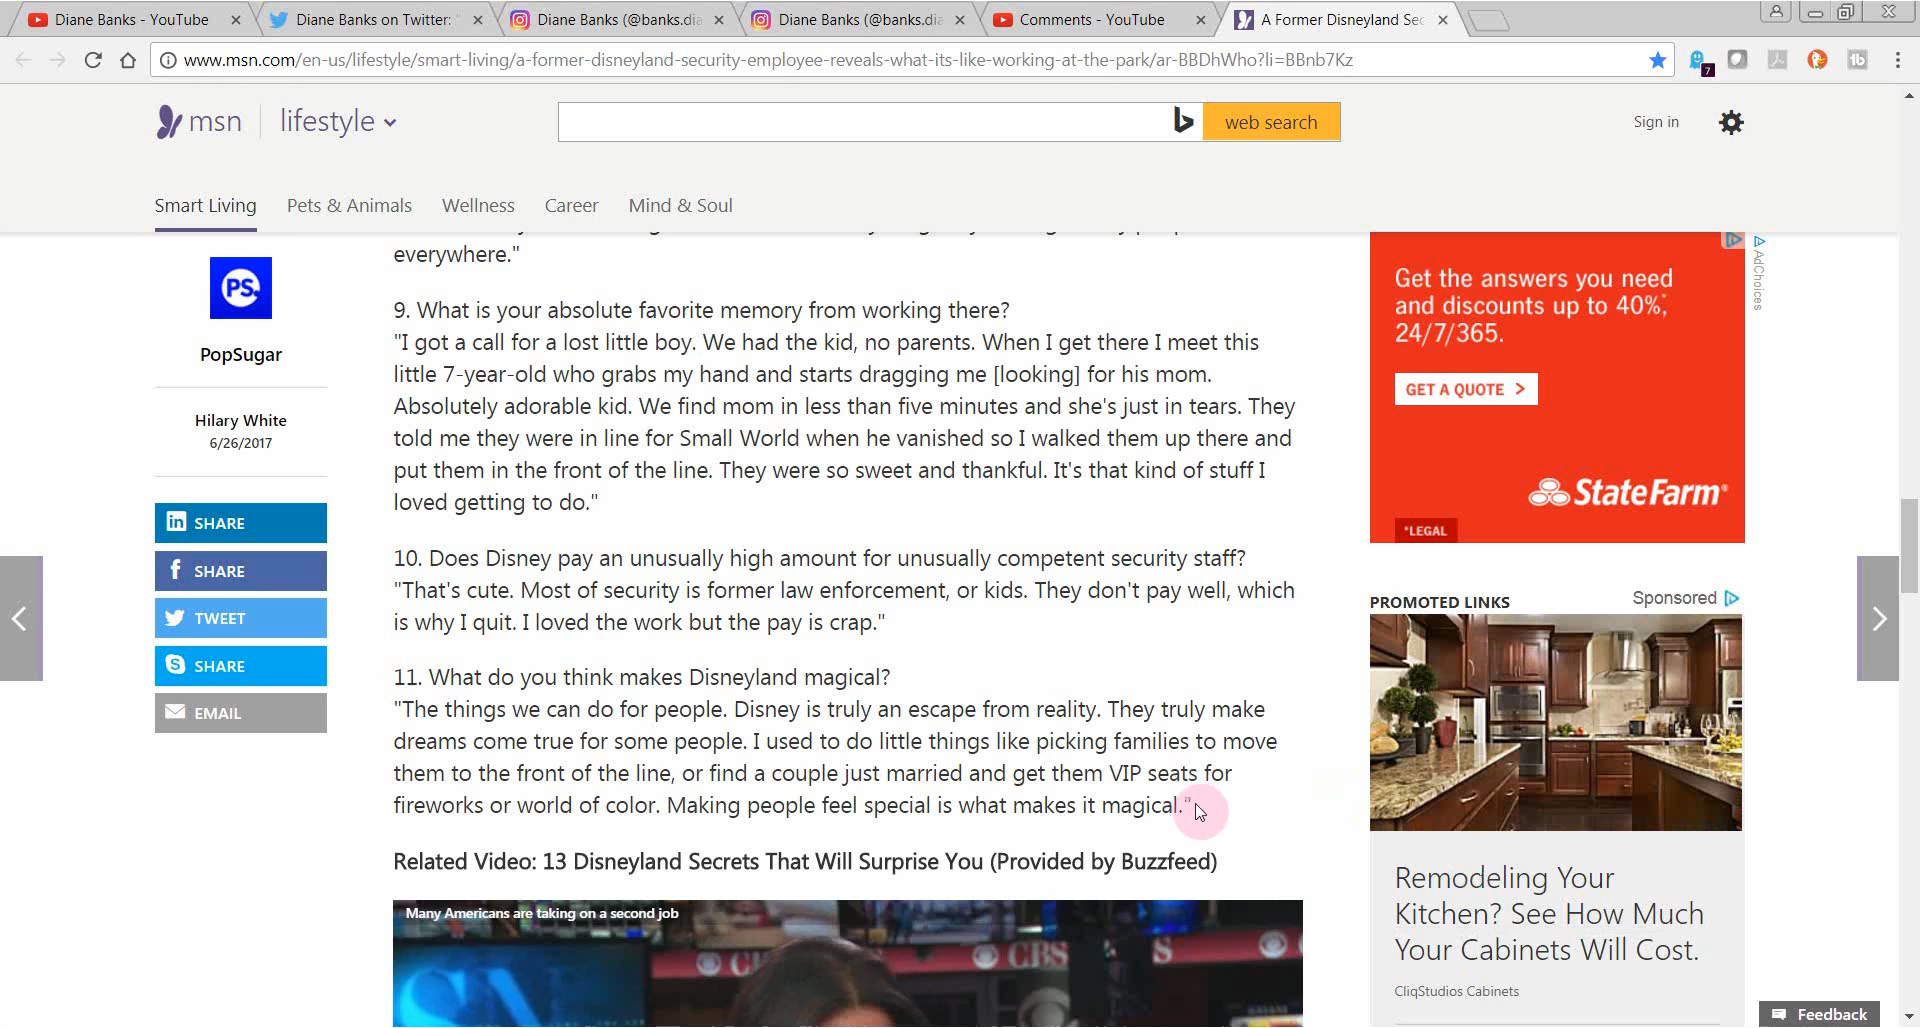 Diane Banks - YouTube
Diane Banks on Twitter: "
Diane Banks (@banks.dia
Diane Banks (@banks.dia
Comments - YouTube
A Former Disneyland Sec
www.msn.com/en-us/lifestyle/smart-living/a-former-disneyland-security-employee-reveals-what-its-like-working-at-the-park/ar-BBDhWho?li=BBnb7Kz
7
msn
lifestyle
web search
Sign in
Smart Living
Pets & Animals
Wellness
Career
Mind & Soul
everywhere."
PS.
PopSugar
Hilary White
6/26/2017
SHARE
SHARE
TWEET
SHARE
EMAIL
9. What is your absolute favorite memory from working there?
"I got a call for a lost little boy. We had the kid, no parents. When I get there I meet this
little 7-year-old who grabs my hand and starts dragging me [looking] for his mom.
Absolutely adorable kid. We find mom in less than five minutes and she's just in tears. They
told me they were in line for Small World when he vanished so I walked them up there and
put them in the front of the line. They were so sweet and thankful. It's that kind of stuff I
loved getting to do."
10. Does Disney pay an unusually high amount for unusually competent security staff?
"That's cute. Most of security is former law enforcement, or kids. They don't pay well, which
is why I quit. I loved the work but the pay is crap."
11. What do you think makes Disneyland magical?
"The things we can do for people. Disney is truly an escape from reality. They truly make
dreams come true for some people. I used to do little things like picking families to move
them to the front of the line, or find a couple just married and get them VIP seats for
fireworks or world of color. Making people feel special is what makes it magical."
Related Video: 13 Disneyland Secrets That Will Surprise You (Provided by Buzzfeed)
Many Americans are taking on a second job
CBS
AdChoices
Get the answers you need
and discounts up to 40%,*
24/7/365.
GET A QUOTE >
StateFarm®
*LEGAL
PROMOTED LINKS
Sponsored
Remodeling Your
Kitchen? See How Much
Your Cabinets Will Cost.
CliqStudios Cabinets
Feedback